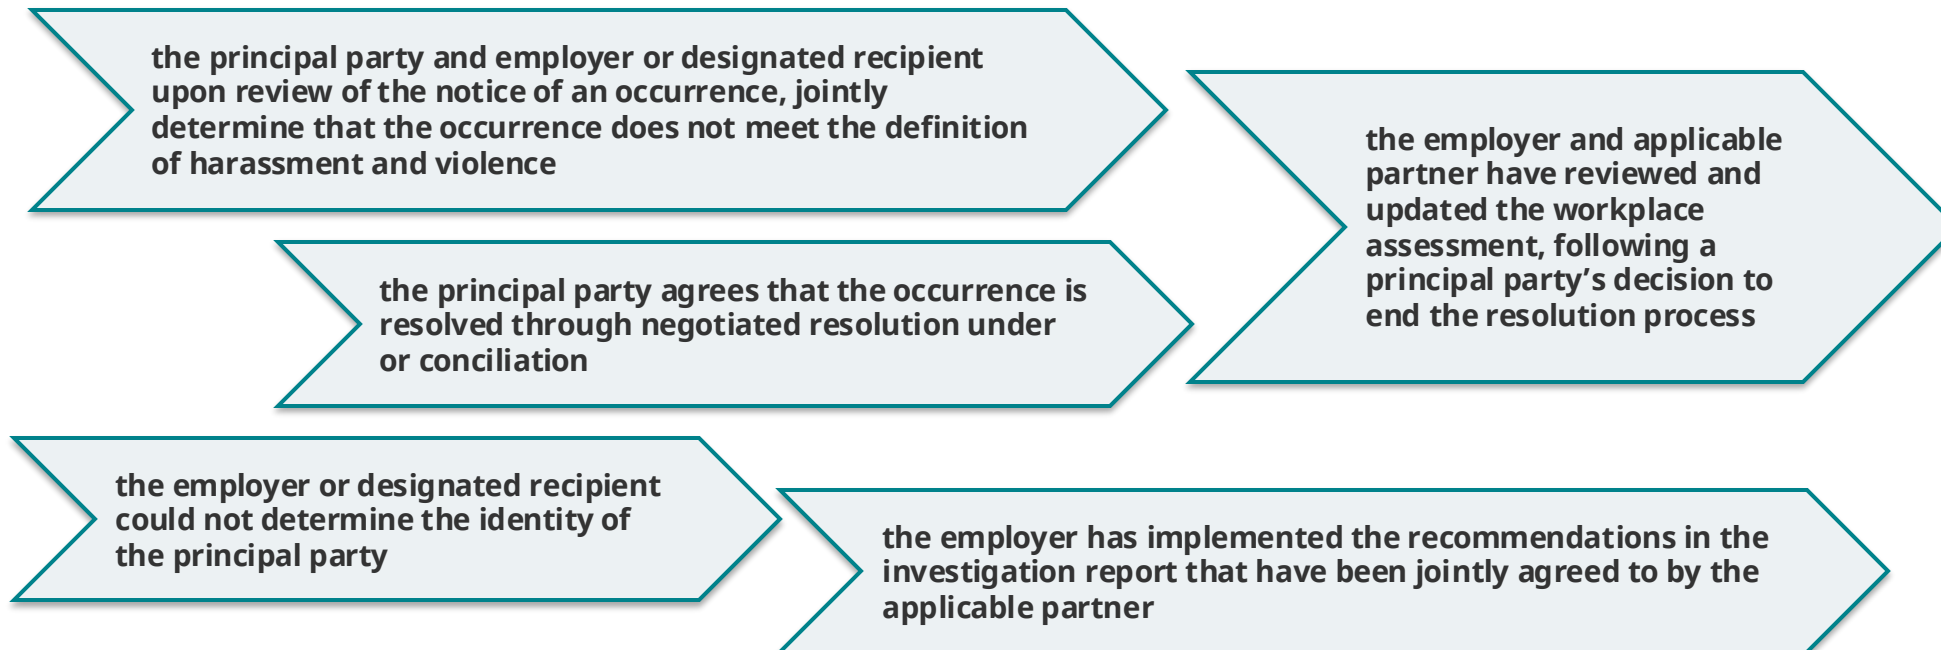 the principal party and employer or designated recipient
upon review of the notice of an occurrence, jointly
determine that the occurrence does not meet the definition
of harassment and violence
the employer and applicable
partner have reviewed and
updated the workplace
assessment, following a
principal party’s decision to
end the resolution process
the principal party agrees that the occurrence is
resolved through negotiated resolution under
or conciliation
the employer or designated recipient
could not determine the identity of
the principal party
the employer has implemented the recommendations in the
investigation report that have been jointly agreed to by the
applicable partner